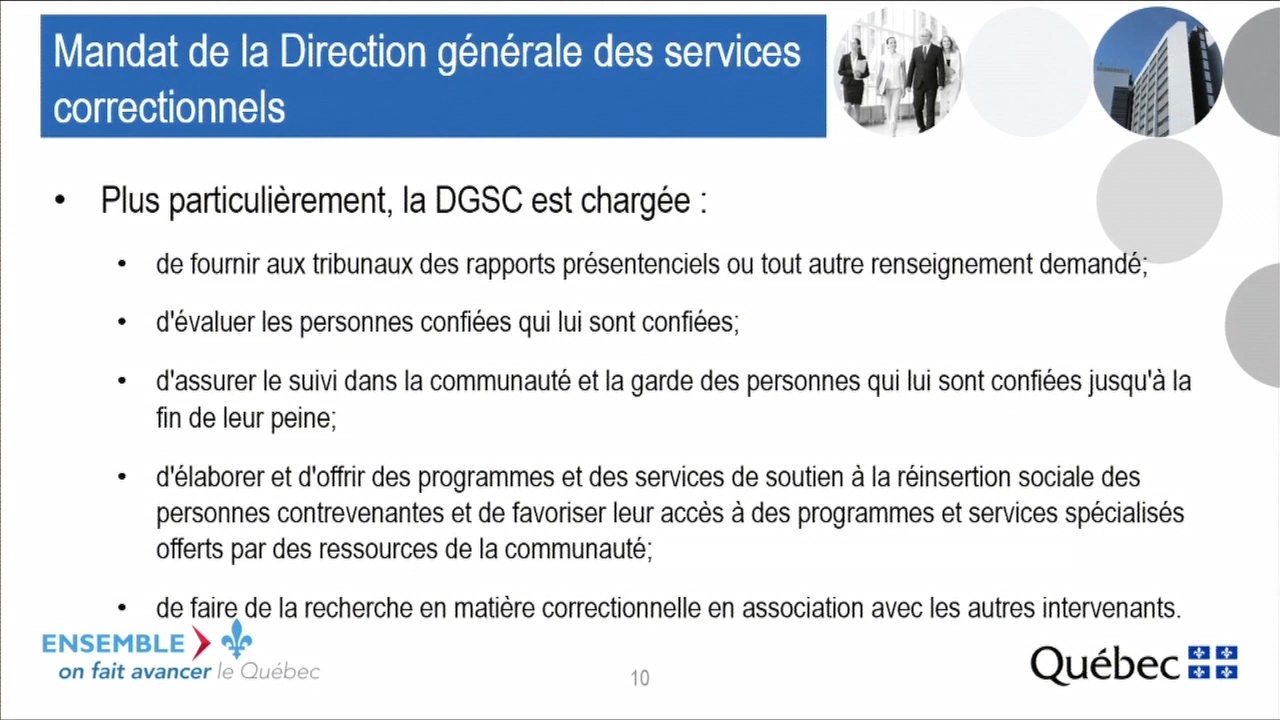 Mandat de la Direction générale des services
correctionnels
• Plus particulièrement, la DGSC est chargée :
• de fournir aux tribunaux des rapports présentenciels ou tout autre renseignement demandé;
• d'évaluer les personnes confiées qui lui sont confiées;
• d'assurer le suivi dans la communauté et la garde des personnes qui lui sont confiées jusqu'à la
fin de leur peine;
• d'élaborer et d'offrir des programmes et des services de soutien à la réinsertion sociale des
personnes contrevenantes et de favoriser leur accès à des programmes et services spécialisés
offerts par des ressources de la communauté;
• de faire de la recherche en matière correctionnelle en association avec les autres intervenants.
ENSEMBLE
on fait avancer le Québec
10
Québec